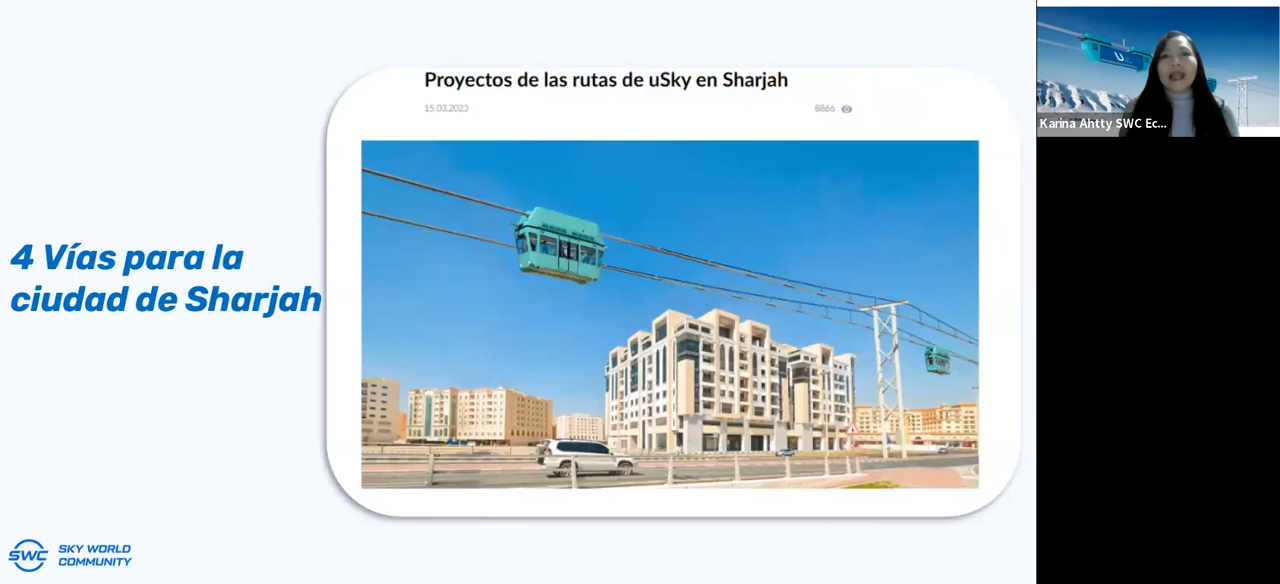 Proyectos de las rutas de uSky en Sharjah
15.03.2023
8866
4 Vías para la
ciudad de Sharjah
SWC
SKY WORLD
COMMUNITY
Karina Ahtty SWC Ec...